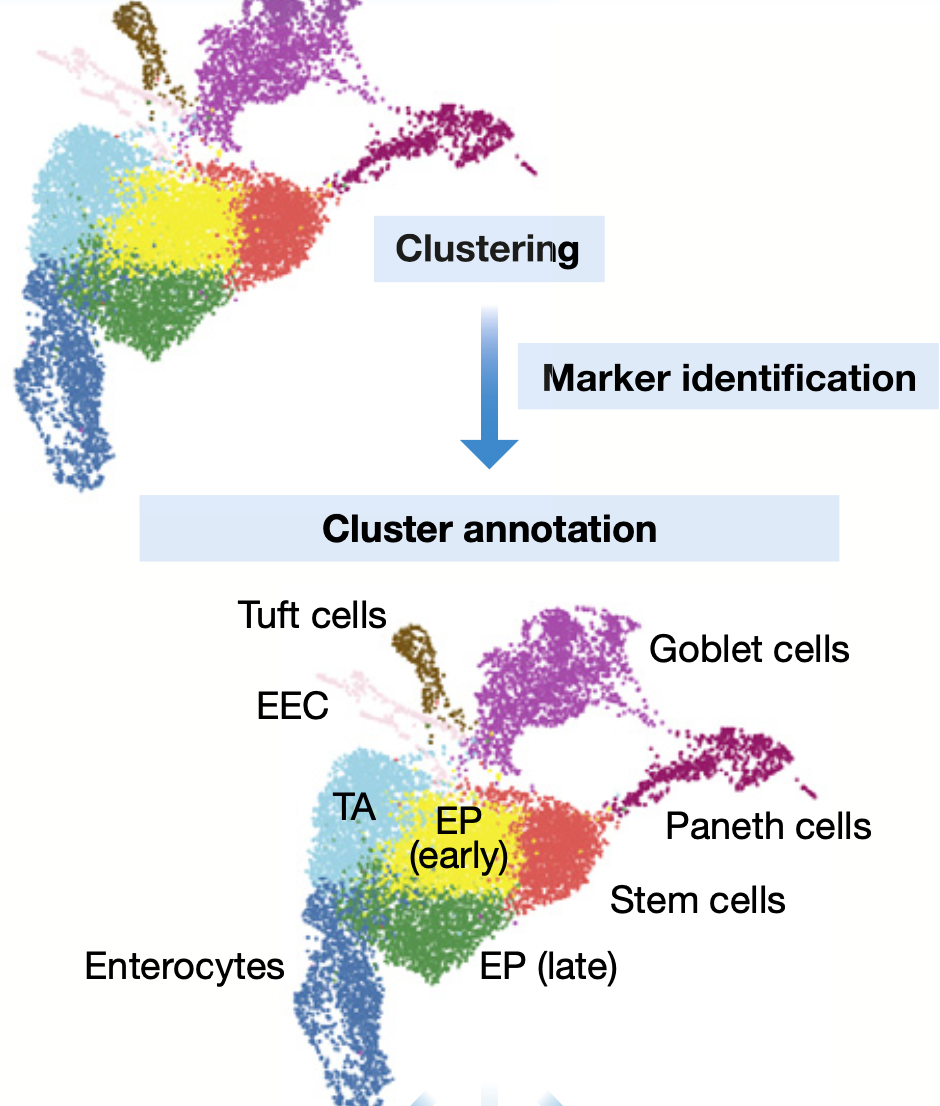 Clustering
Marker identification
Cluster annotation
Tuft cells
Goblet cells
EEC
TA
EP
(early)
Paneth cells
Stem cells
Enterocytes
EP (late)